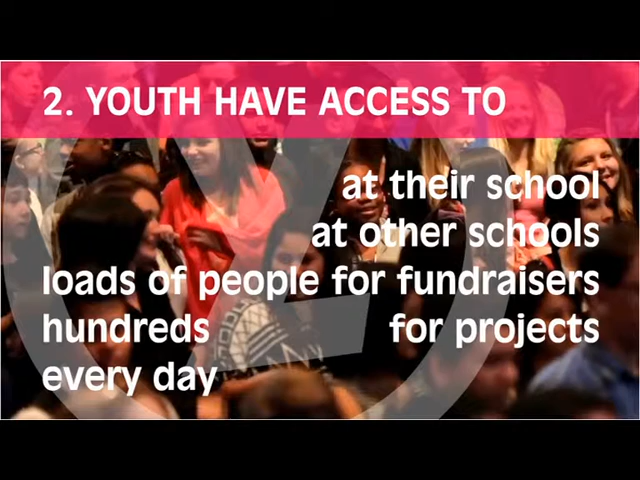 2. YOUTH HAVE ACCESS TO
at their school
at other schools
loads of people for fundraisers
hundreds for projects
every day